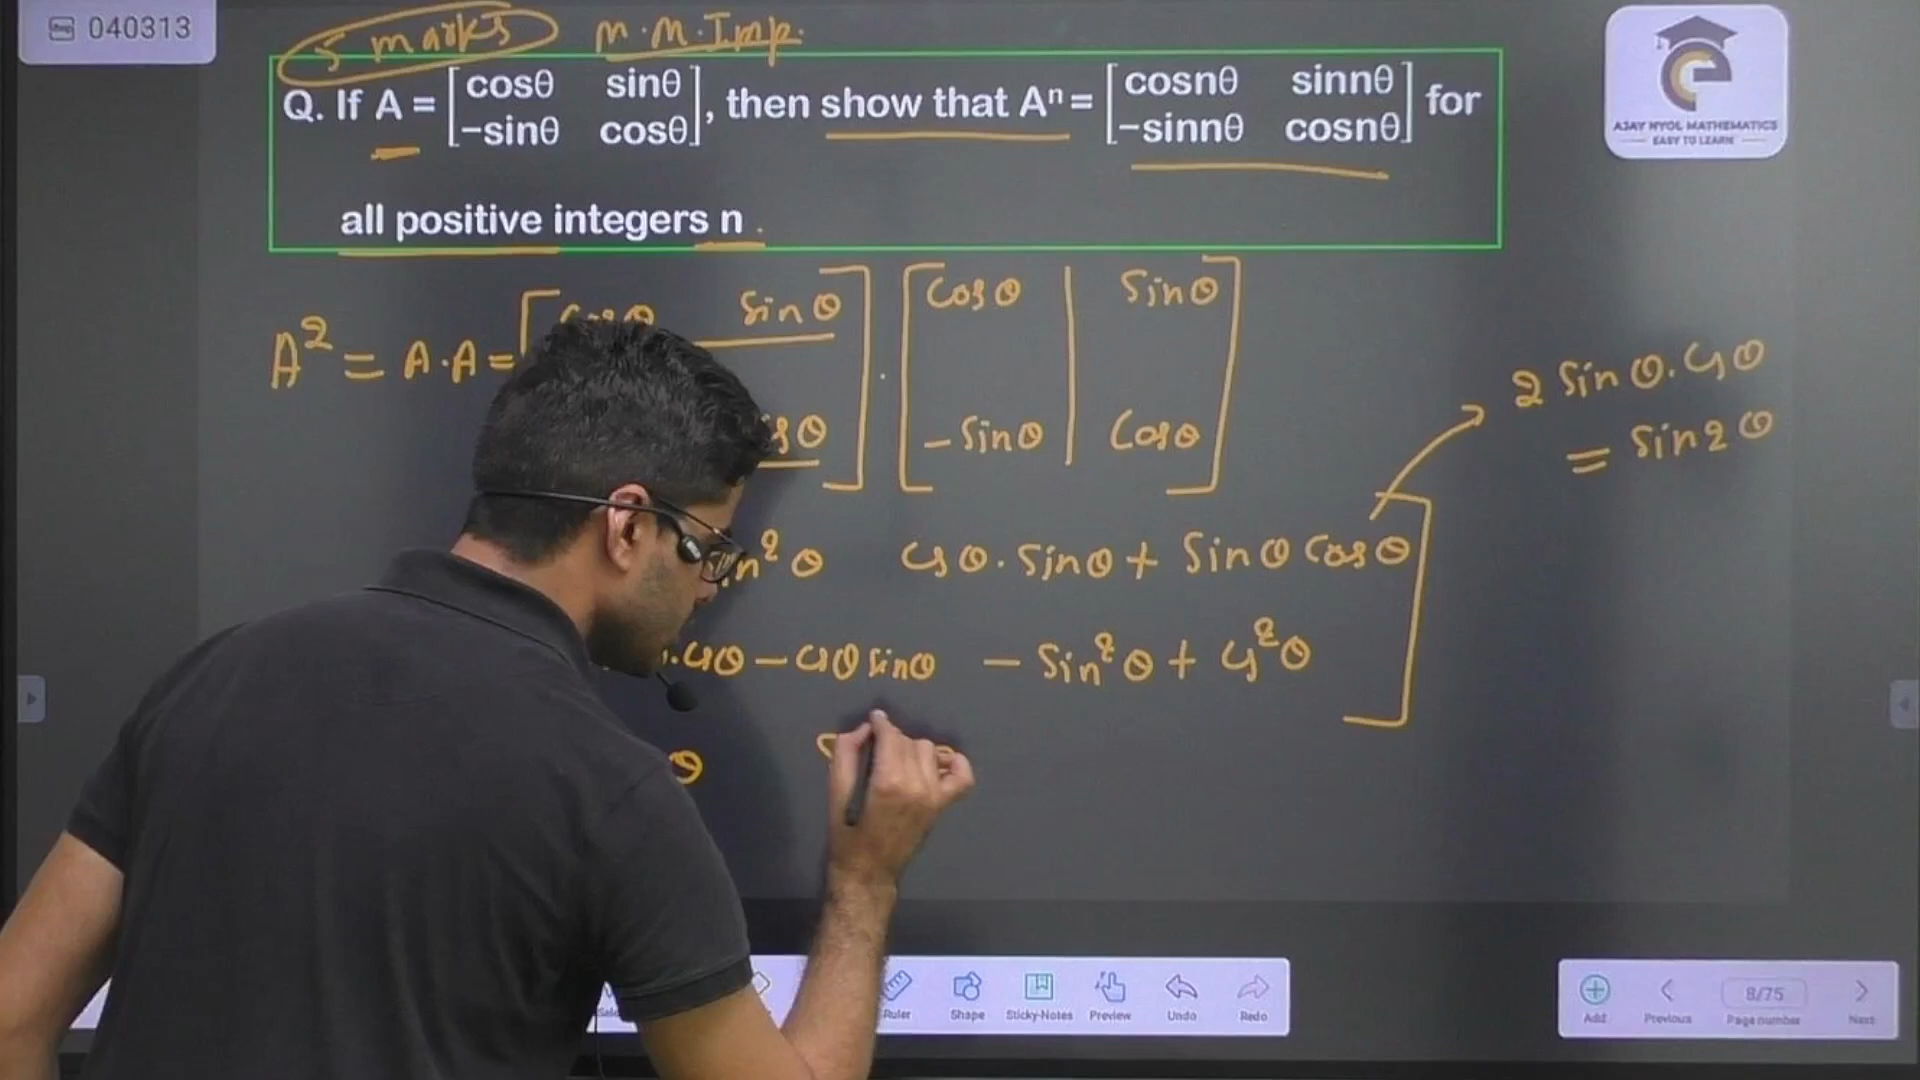 040313
5 marks M.M.Imp.
Q. If A = [cosθ sinθ
−sinθ cosθ], then show that Aⁿ = [cosnθ sinnθ
−sinnθ cosnθ] for
all positive integers n.
AJAY NYOL MATHEMATICS
EASY TO LEARN
A² = A.A = [ sinθ
θ] . [cosθ sinθ
−sinθ cosθ]
2 sinθ.cosθ
= sin2θ
²θ cosθ.sinθ + sinθ cosθ
.cosθ − cosθ sinθ − sin²θ + cos²θ]
θ
Ruler Shape Sticky-Notes Preview Undo Redo
Add Previous 8/75 Page number Next